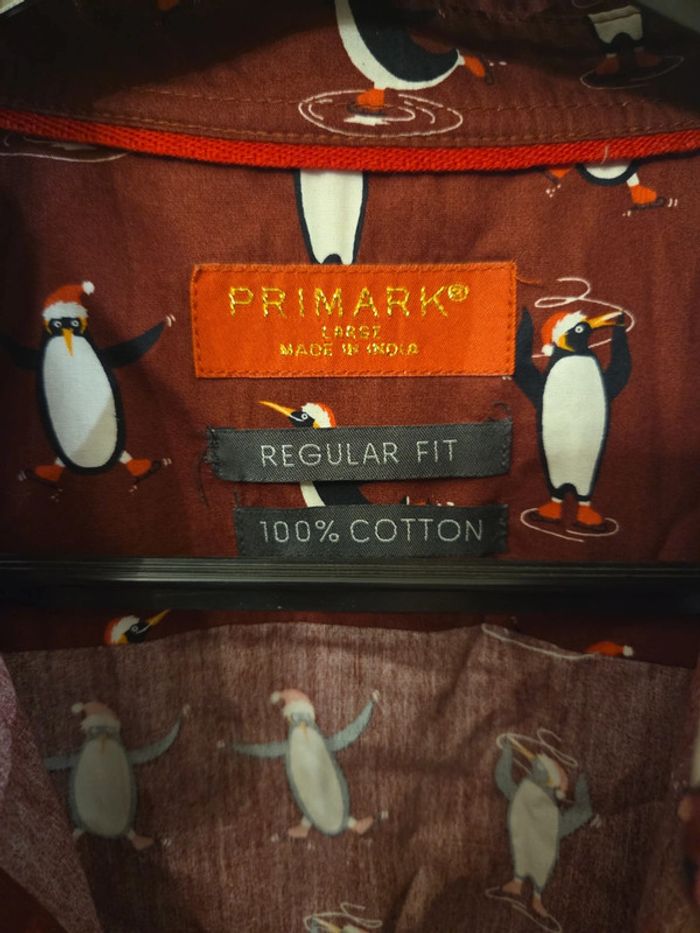 PRIMARK®
LARGE
MADE IN INDIA
REGULAR FIT
100% COTTON